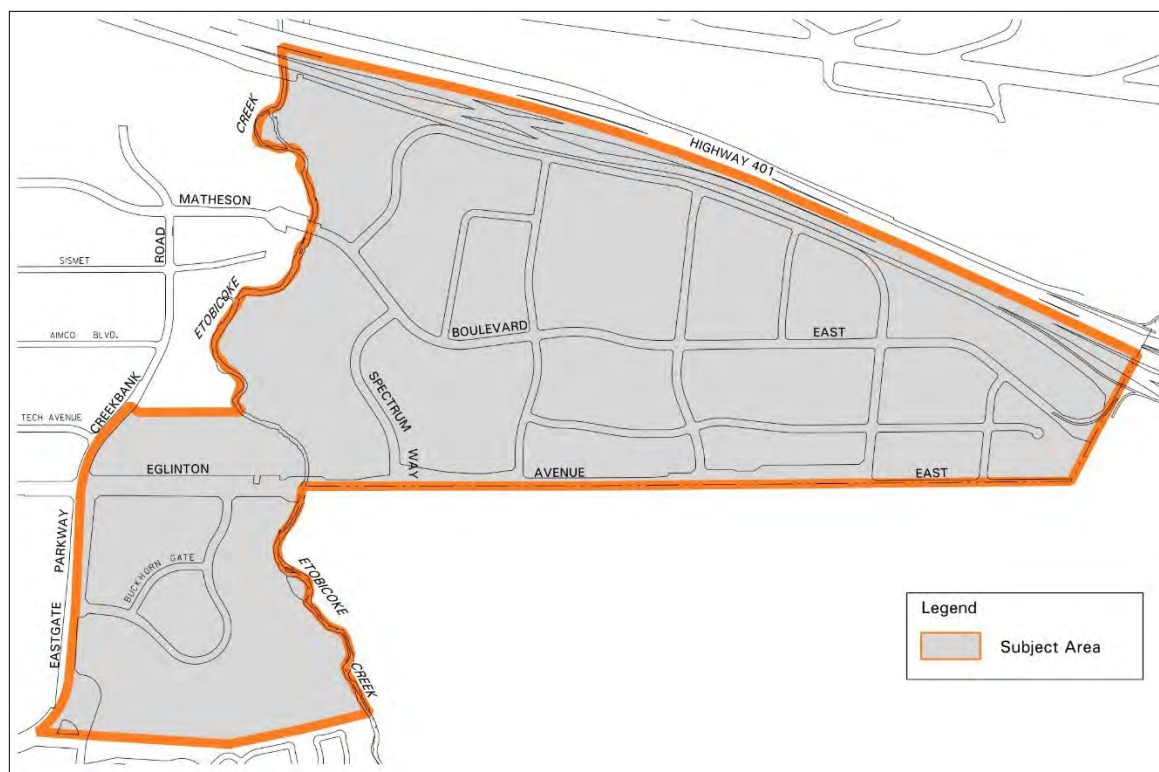 CREEK
HIGHWAY 401
MATHESON
ROAD
SISMET
ETOBICOKE
BOULEVARD
EAST
AIMCO BLVD.
SPECTRUM WAY
CREEKBANK
TECH AVENUE
EGLINTON
AVENUE
EAST
PARKWAY
EASTGATE
BUCKHORN GATE
ETOBICOKE
CREEK
Legend
Subject Area